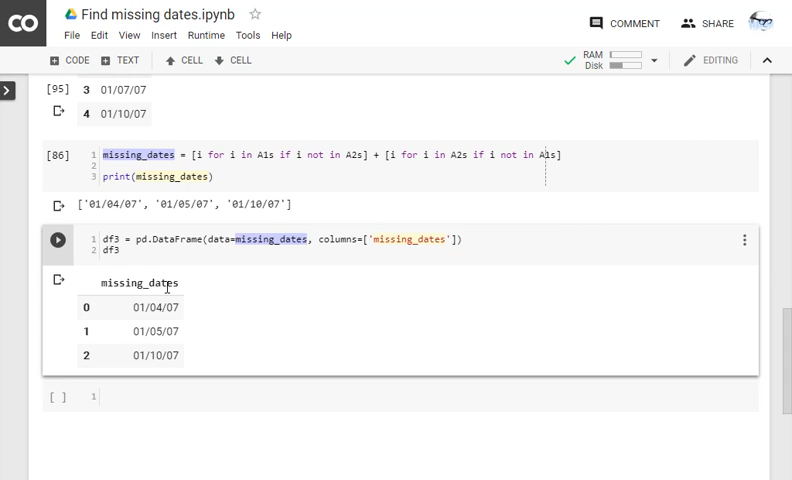 CO
Find missing dates.ipynb
COMMENT
SHARE
File Edit View Insert Runtime Tools Help
CODE TEXT CELL CELL
RAM
Disk
EDITING
[95] 3 01/07/07
4 01/10/07
[86] 1 missing_dates = [i for i in A1s if i not in A2s] + [i for i in A2s if i not in A1s]
2
3 print(missing_dates)
['01/04/07', '01/05/07', '01/10/07']
1 df3 = pd.DataFrame(data=missing_dates, columns=['missing_dates'])
2 df3
missing_dates
0 01/04/07
1 01/05/07
2 01/10/07
[ ] 1